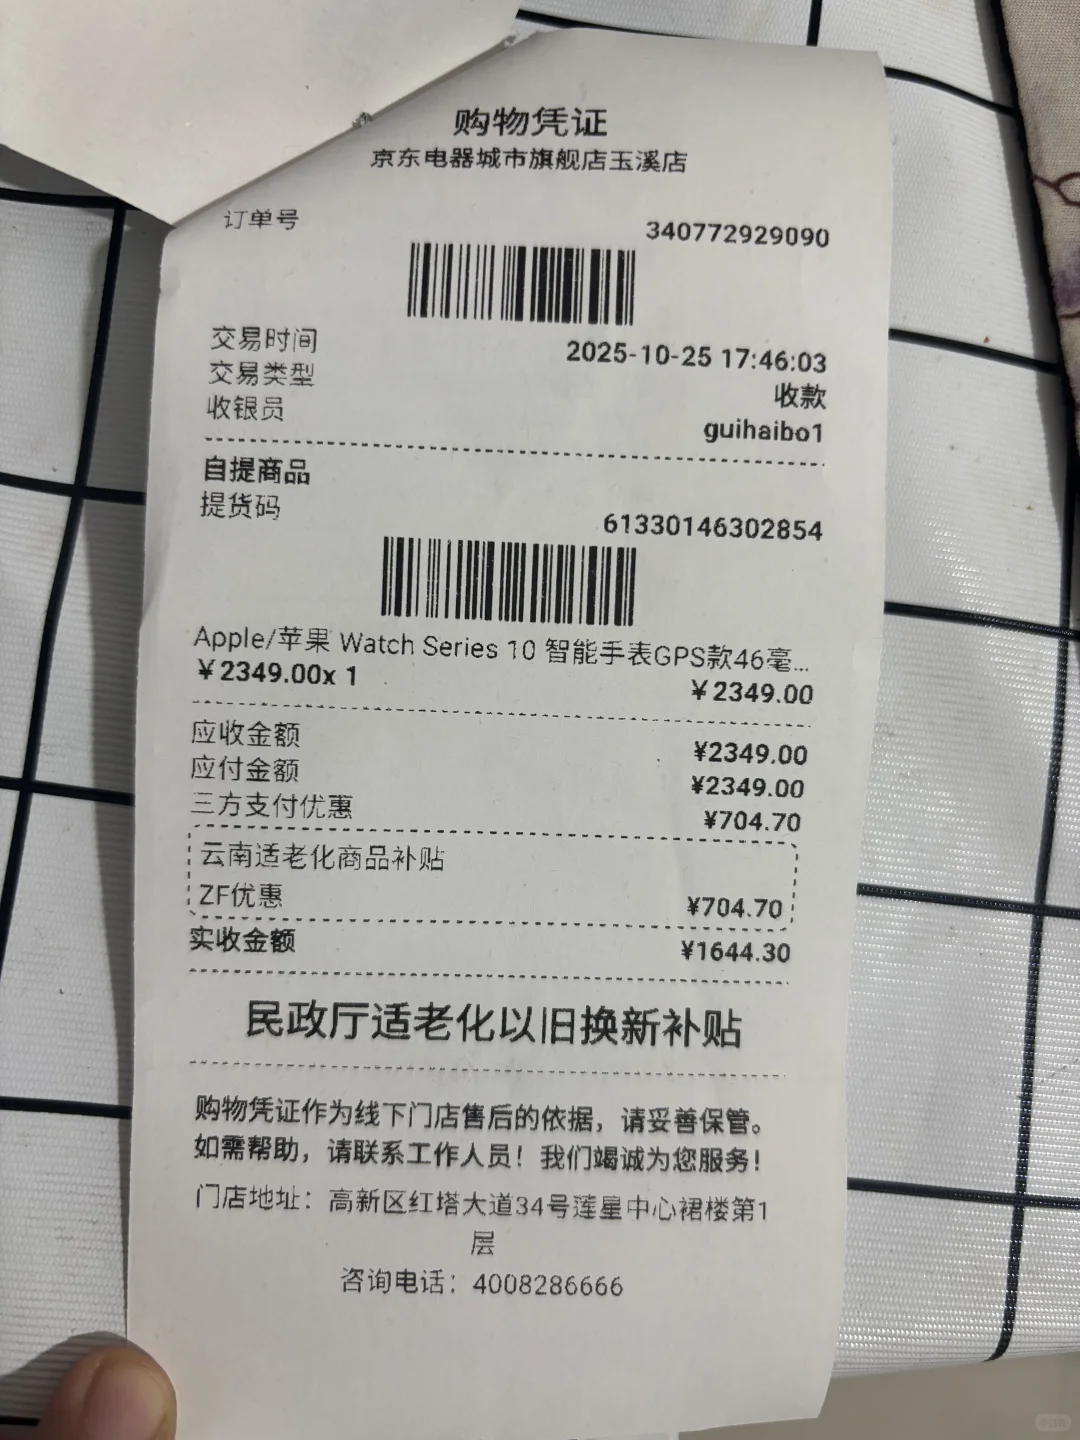 购物凭证
京东电器城市旗舰店玉溪店
订单号 340772929090
交易时间 2025-10-25 17:46:03
交易类型 收款
收银员 guihaibo1
自提商品
提货码 61330146302854
Apple/苹果 Watch Series 10 智能手表GPS款46毫...
￥2349.00x 1 ￥2349.00
应收金额 ¥2349.00
应付金额 ¥2349.00
三方支付优惠 ¥704.70
云南适老化商品补贴
ZF优惠 ¥704.70
实收金额 ¥1644.30
民政厅适老化以旧换新补贴
购物凭证作为线下门店售后的依据，请妥善保管。
如需帮助，请联系工作人员！我们竭诚为您服务！
门店地址：高新区红塔大道34号莲星中心裙楼第1
层
咨询电话：4008286666